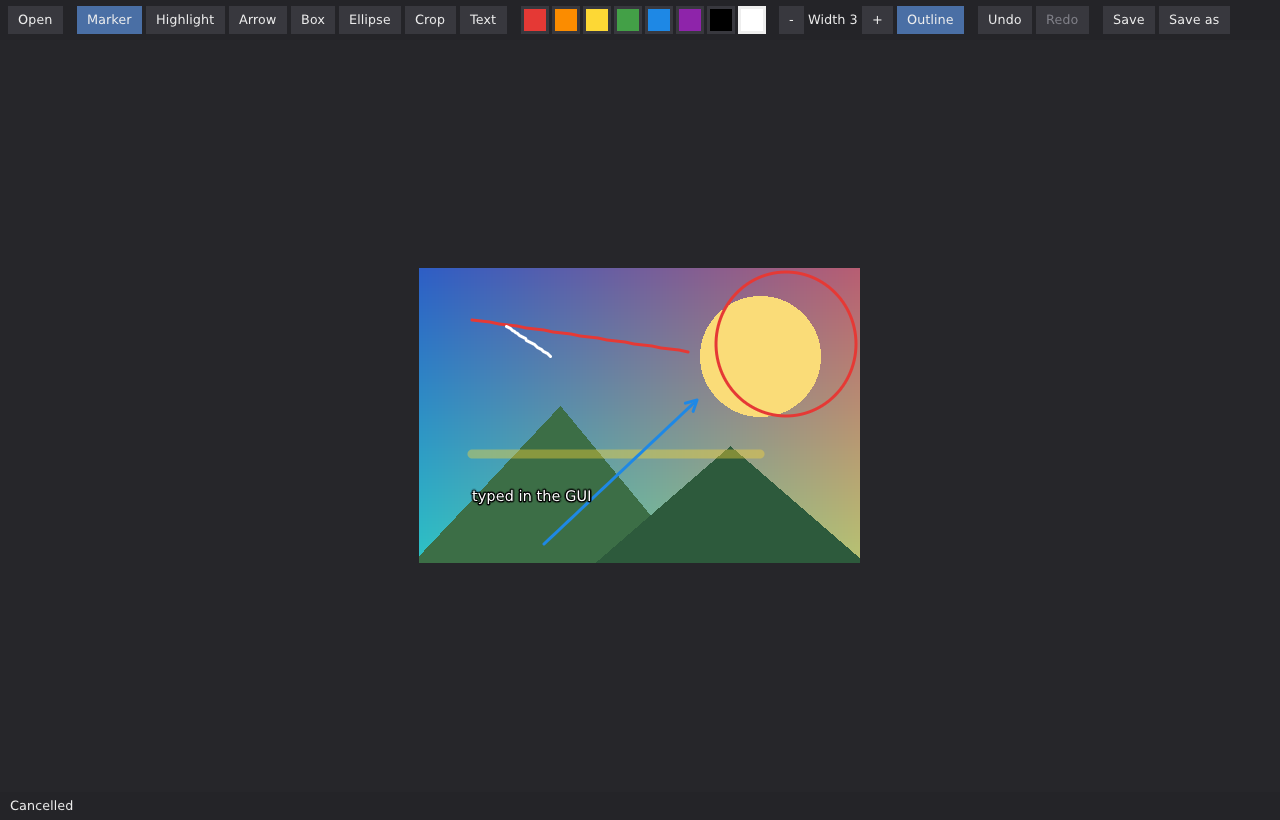 Open Marker Highlight Arrow Box Ellipse Crop Text - Width 3 + Outline Undo Redo Save Save as
typed in the GUI
Cancelled